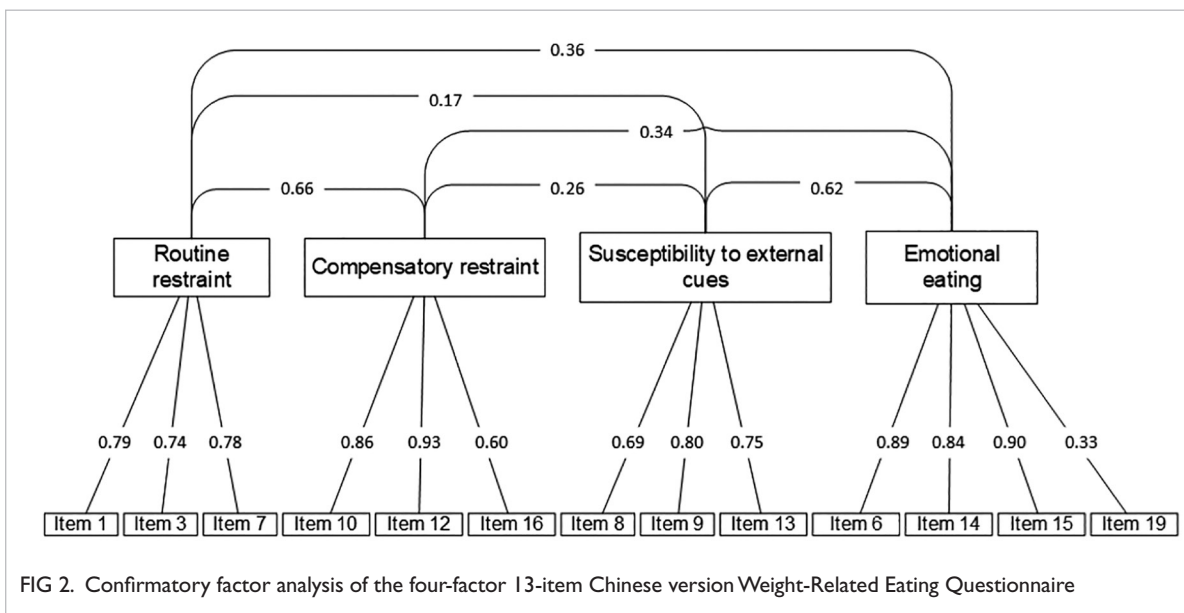 0.36
0.17
0.34
0.66
0.26
0.62
Routine
restraint
Compensatory restraint
Susceptibility to external
cues
Emotional
eating
0.79 0.74 0.78 0.86 0.93 0.60 0.69 0.80 0.75 0.89 0.84 0.90 0.33
Item 1 Item 3 Item 7 Item 10 Item 12 Item 16 Item 8 Item 9 Item 13 Item 6 Item 14 Item 15 Item 19
FIG 2. Confirmatory factor analysis of the four-factor 13-item Chinese version Weight-Related Eating Questionnaire